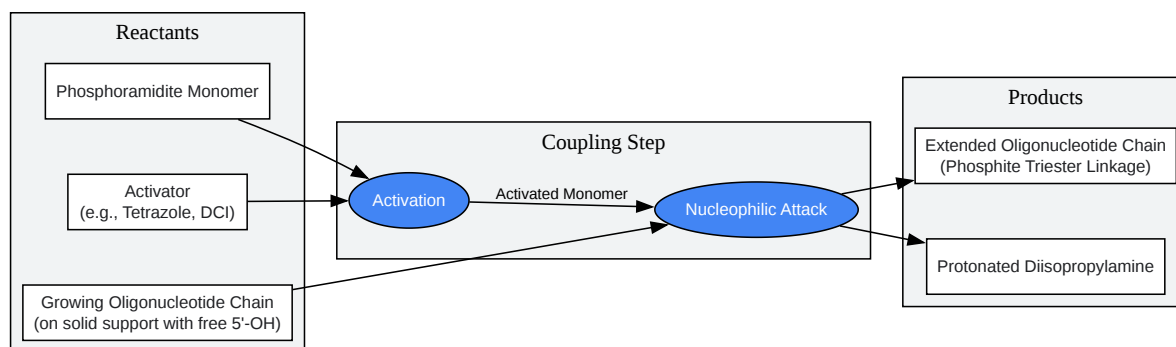 Reactants
Phosphoramidite Monomer
Activator
(e.g., Tetrazole, DCI)
Growing Oligonucleotide Chain
(on solid support with free 5'-OH)
Coupling Step
Activation
Activated Monomer
Nucleophilic Attack
Products
Extended Oligonucleotide Chain
(Phosphite Triester Linkage)
Protonated Diisopropylamine